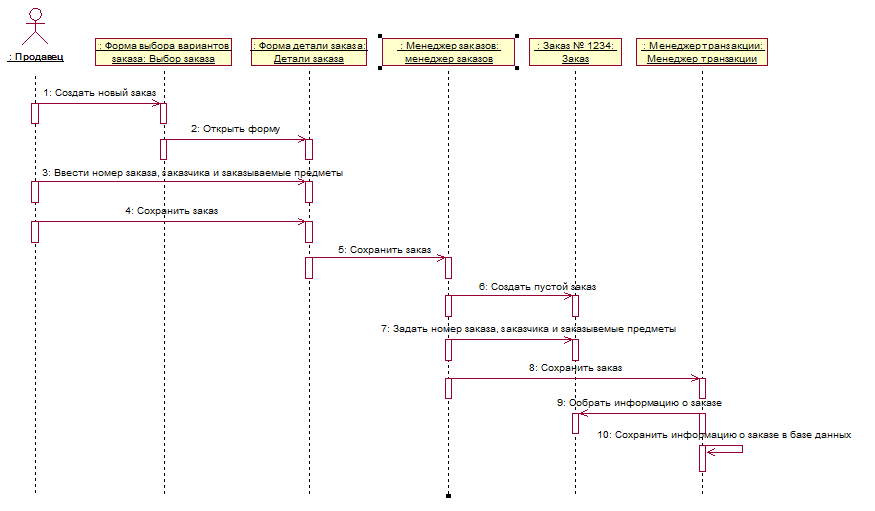 : Продавец
: Форма выбора вариантов
заказа: Выбор заказа
: Форма детали заказа:
Детали заказа
: Менеджер заказов:
менеджер заказов
: Заказ № 1234:
Заказ
: Менеджер транзакции:
Менеджер транзакции
1: Создать новый заказ
2: Открыть форму
3: Ввести номер заказа, заказчика и заказываемые предметы
4: Сохранить заказ
5: Сохранить заказ
6: Создать пустой заказ
7: Задать номер заказа, заказчика и заказывемые предметы
8: Сохранить заказ
9: Собрать информацию о заказе
10: Сохранить информацию о заказе в базе данных